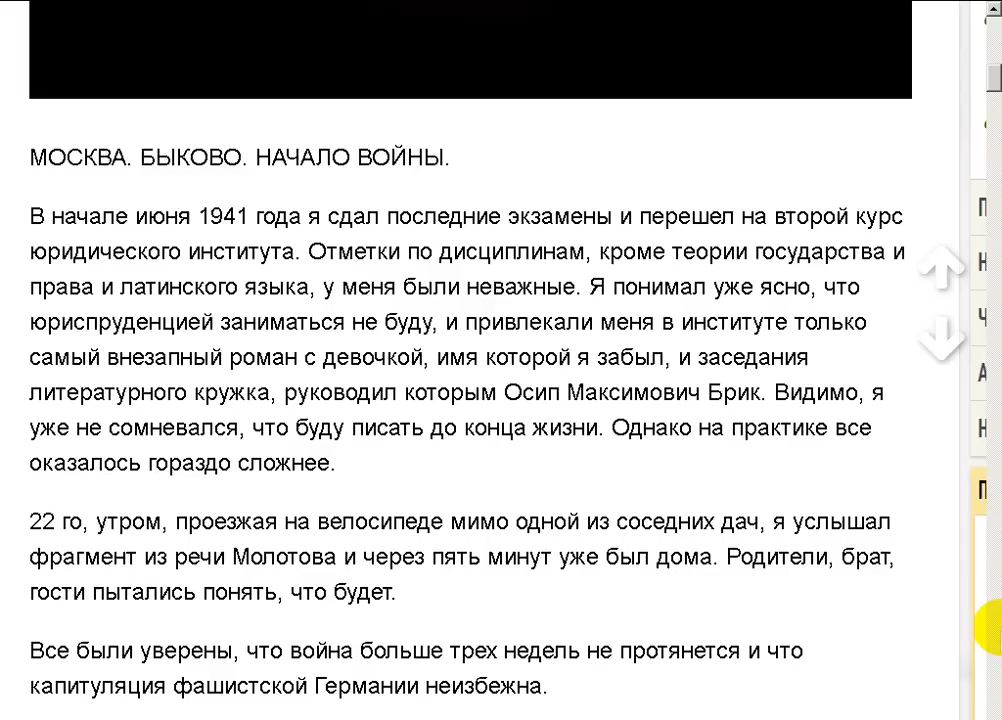 МОСКВА. БЫКОВО. НАЧАЛО ВОЙНЫ.
В начале июня 1941 года я сдал последние экзамены и перешел на второй курс
юридического института. Отметки по дисциплинам, кроме теории государства и
права и латинского языка, у меня были неважные. Я понимал уже ясно, что
юриспруденцией заниматься не буду, и привлекали меня в институте только
самый внезапный роман с девочкой, имя которой я забыл, и заседания
литературного кружка, руководил которым Осип Максимович Брик. Видимо, я
уже не сомневался, что буду писать до конца жизни. Однако на практике все
оказалось гораздо сложнее.
22 го, утром, проезжая на велосипеде мимо одной из соседних дач, я услышал
фрагмент из речи Молотова и через пять минут уже был дома. Родители, брат,
гости пытались понять, что будет.
Все были уверены, что война больше трех недель не протянется и что
капитуляция фашистской Германии неизбежна.